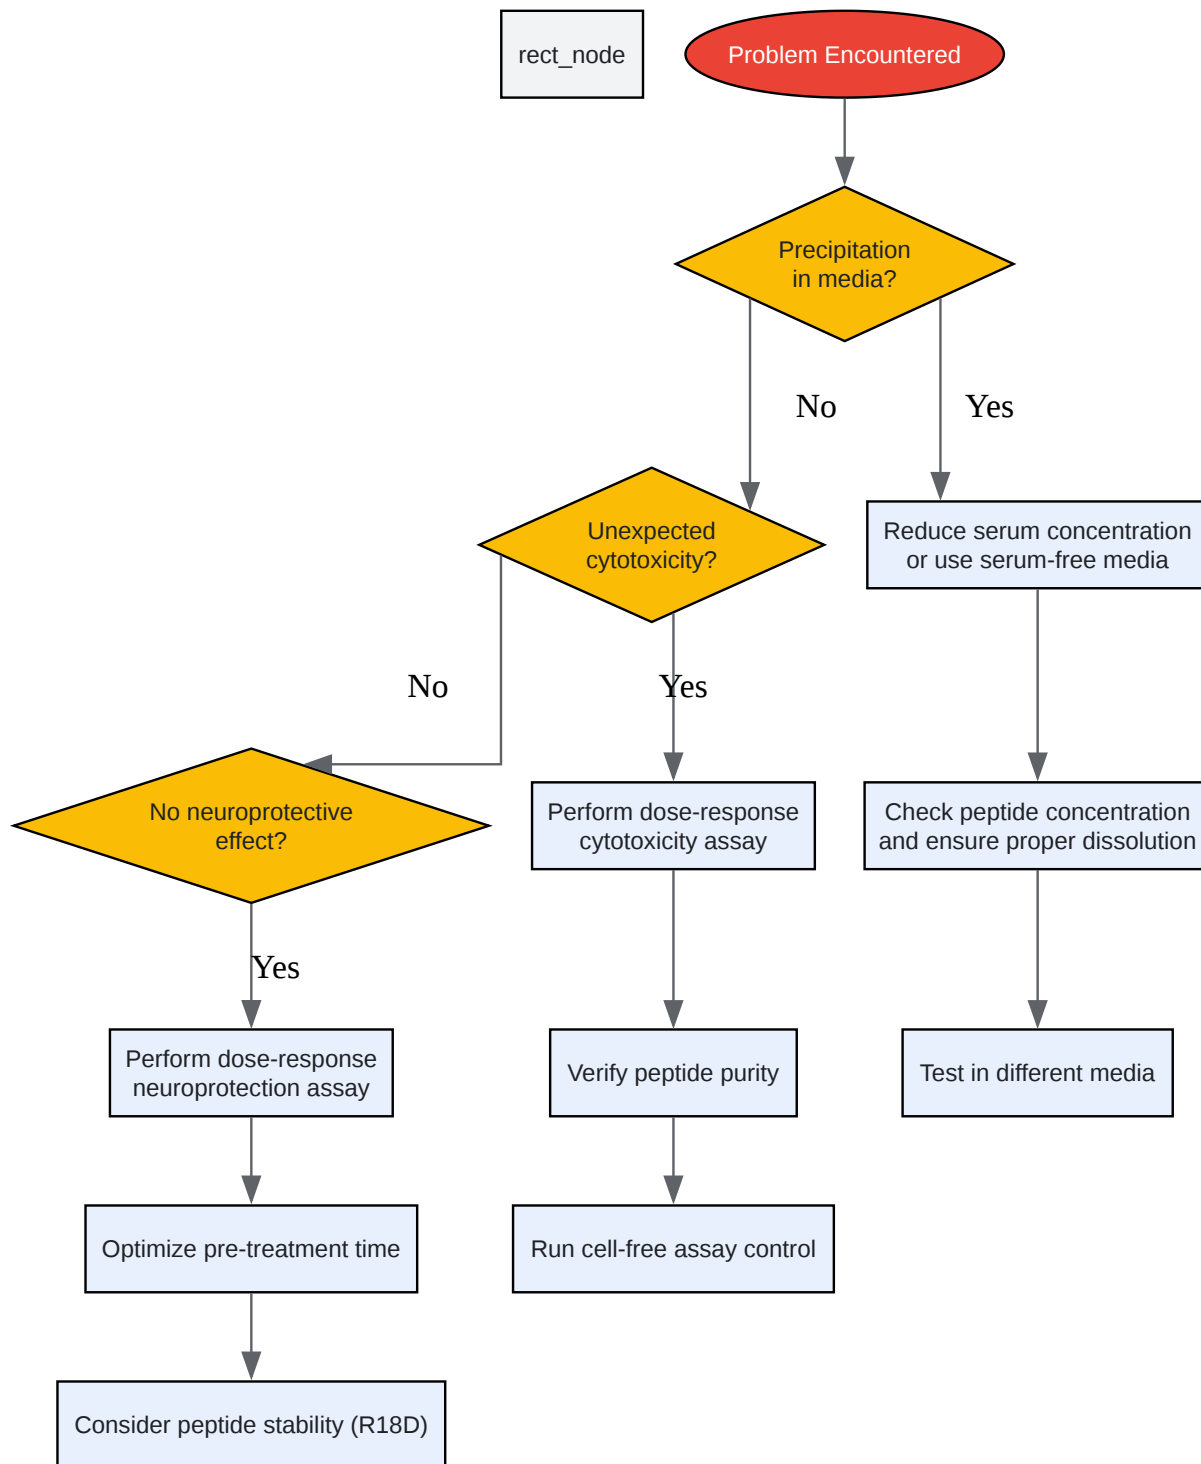 rect_node
Problem Encountered
Precipitation
in media?
No
Yes
Unexpected
cytotoxicity?
Reduce serum concentration
or use serum-free media
No
Yes
No neuroprotective
effect?
Perform dose-response
cytotoxicity assay
Check peptide concentration
and ensure proper dissolution
Yes
Perform dose-response
neuroprotection assay
Verify peptide purity
Test in different media
Optimize pre-treatment time
Run cell-free assay control
Consider peptide stability (R18D)